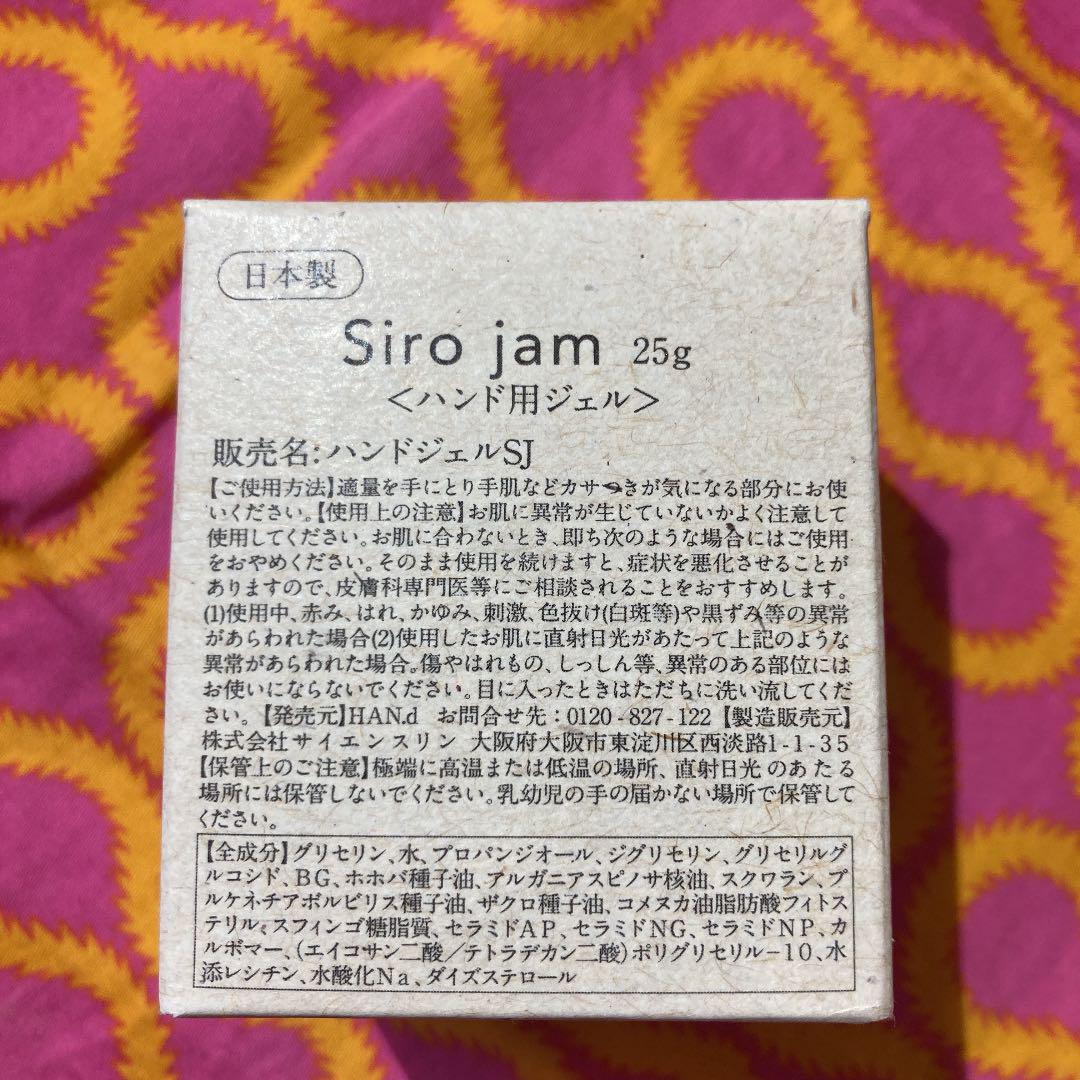 日本製
Siro jam 25g
<ハンド用ジェル>
販売名:ハンドジェルSJ
【ご使用方法】適量を手にとり手肌などカサつきが気になる部分にお使
いください。【使用上の注意】お肌に異常が生じていないかよく注意して
使用してください。お肌に合わないとき、即ち次のような場合にはご使用
をおやめください。そのまま使用を続けますと、症状を悪化させることが
ありますので、皮膚科専門医等にご相談されることをおすすめします。
(1)使用中、赤み、はれ、かゆみ、刺激、色抜け(白斑等)や黒ずみ等の異常
があらわれた場合(2)使用したお肌に直射日光があたって上記のような
異常があらわれた場合。傷やはれもの、しっしん等、異常のある部位には
お使いにならないでください。目に入ったときはただちに洗い流してくだ
さい。【発売元】HAN.d お問合せ先:0120-827-122【製造販売元】
株式会社サイエンスリン 大阪府大阪市東淀川区西淡路1-1-35
【保管上のご注意】極端に高温または低温の場所、直射日光のあたる
場所には保管しないでください。乳幼児の手の届かない場所で保管して
ください。
【全成分】グリセリン、水、プロパンジオール、ジグリセリン、グリセリルグ
ルコシド、BG、ホホバ種子油、アルガニアスピノサ核油、スクワラン、プ
ルケネチアボルビリス種子油、ザクロ種子油、コメヌカ油脂肪酸フィトス
テリル、スフィンゴ糖脂質、セラミドAP、セラミドNG、セラミドNP、カ
ルボマー、(エイコサン二酸/テトラデカン二酸)ポリグリセリル-10、水
添レシチン、水酸化Na、ダイズステロール